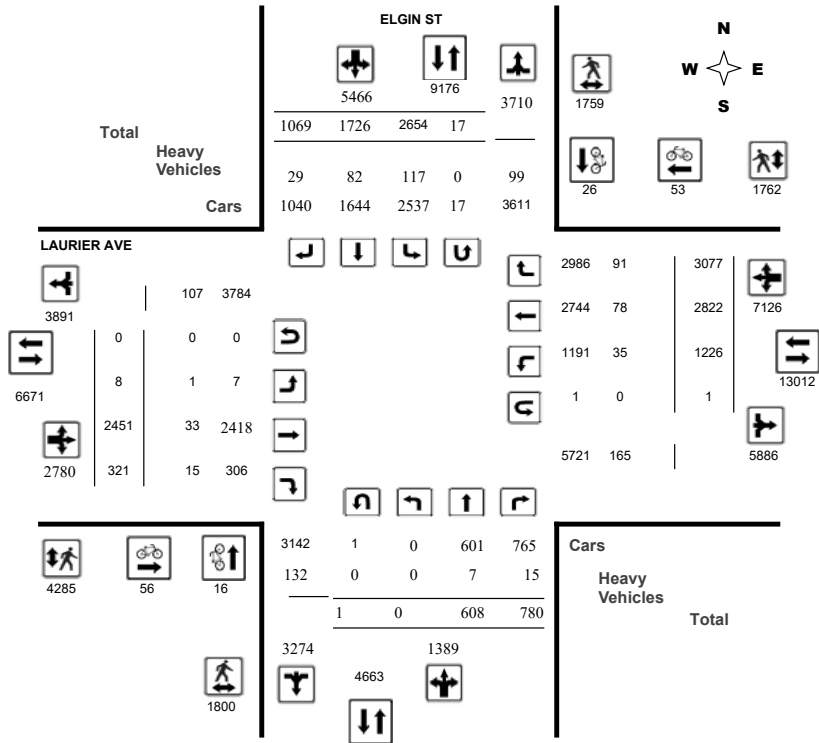 ELGIN ST
N
W E
S
5466
9176
3710
1759
Total
1069 1726 2654 17
Heavy
Vehicles
29 82 117 0 99
Cars
1040 1644 2537 17 3611
26 53 1762
LAURIER AVE
107 3784
3891
0 0 0
6671
8 1 7
2451 33 2418
2780
321 15 306
2986 91 3077
2744 78 2822
7126
1191 35 1226
13012
1 0 1
5721 165
5886
3142 1 0 601 765
132 0 0 7 15
1 0 608 780
3274
4663
1389
4285 56 16
1800
Cars
Heavy
Vehicles
Total